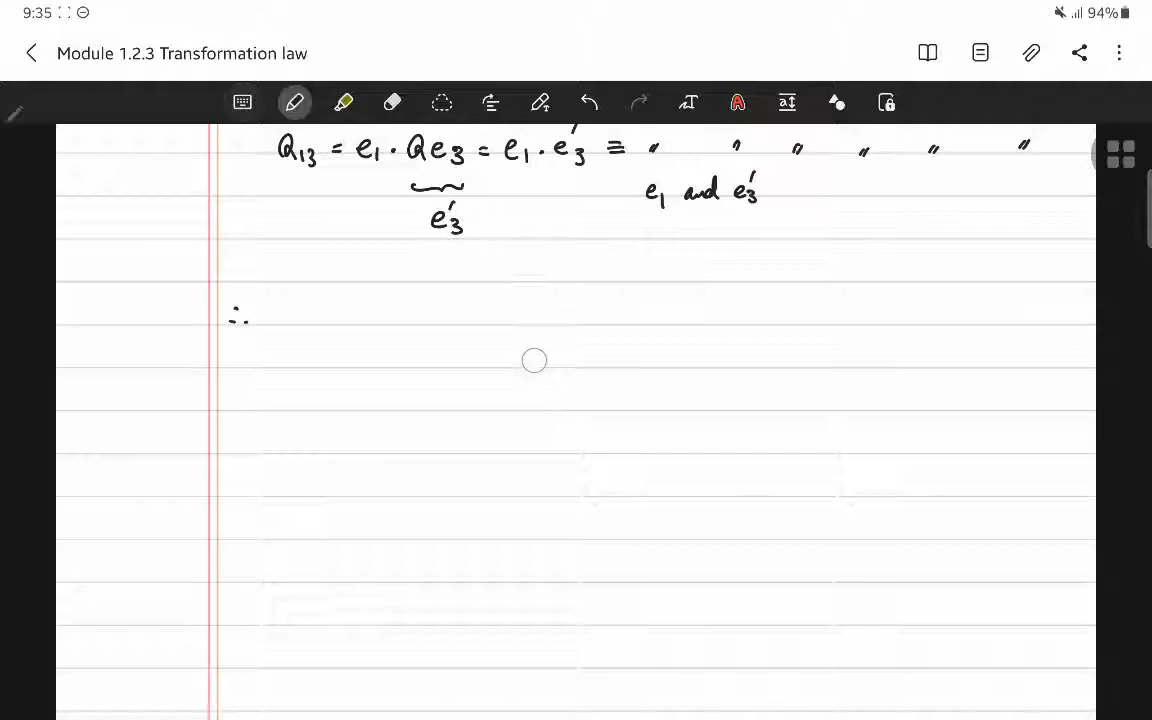 9:35 94%
Module 1.2.3 Transformation law
Q₁₃ = e₁ · Qe₃ = e₁ · e₃′ ≡ " " " " " "
e₃′
e₁ and e₃′
∴